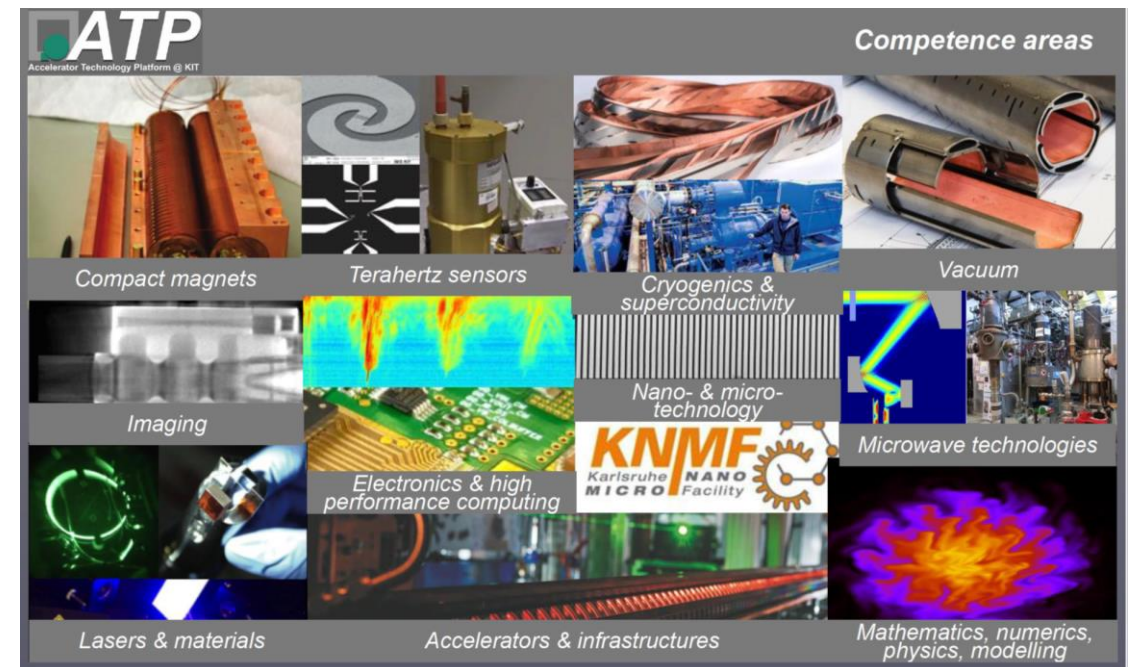 ATP
Accelerator Technology Platform @ KIT
Competence areas
Compact magnets
Terahertz sensors
Cryogenics &
superconductivity
Vacuum
Imaging
Electronics & high
performance computing
Nano- & micro-
technology
KNMF
Karlsruhe NANO
MICRO Facility
Microwave technologies
Lasers & materials
Accelerators & infrastructures
Mathematics, numerics,
physics, modelling